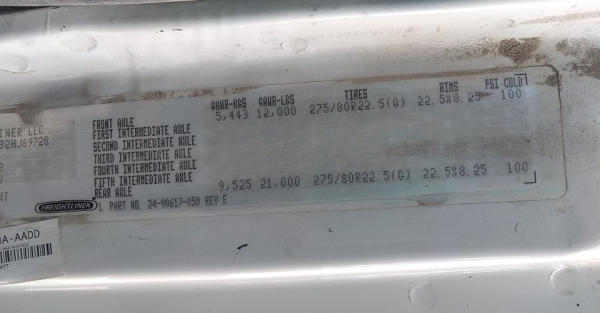 GAWR-KGS GAWR-LBS TIRES RIMS PSI COLD
FRONT AXLE 5,443 12,000 275/80R22.5(G) 22.5X8.25 100
INER LLC FIRST INTERMEDIATE AXLE
32HJ69728 SECOND INTERMEDIATE AXLE
THIRD INTERMEDIATE AXLE
FOURTH INTERMEDIATE AXLE
FIFTH INTERMEDIATE AXLE
REAR AXLE 9,525 21,000 275/80R22.5(G) 22.5X8.25 100
NT FREIGHTLINER L PART NO. 24-00617-050 REV E
A-AADD